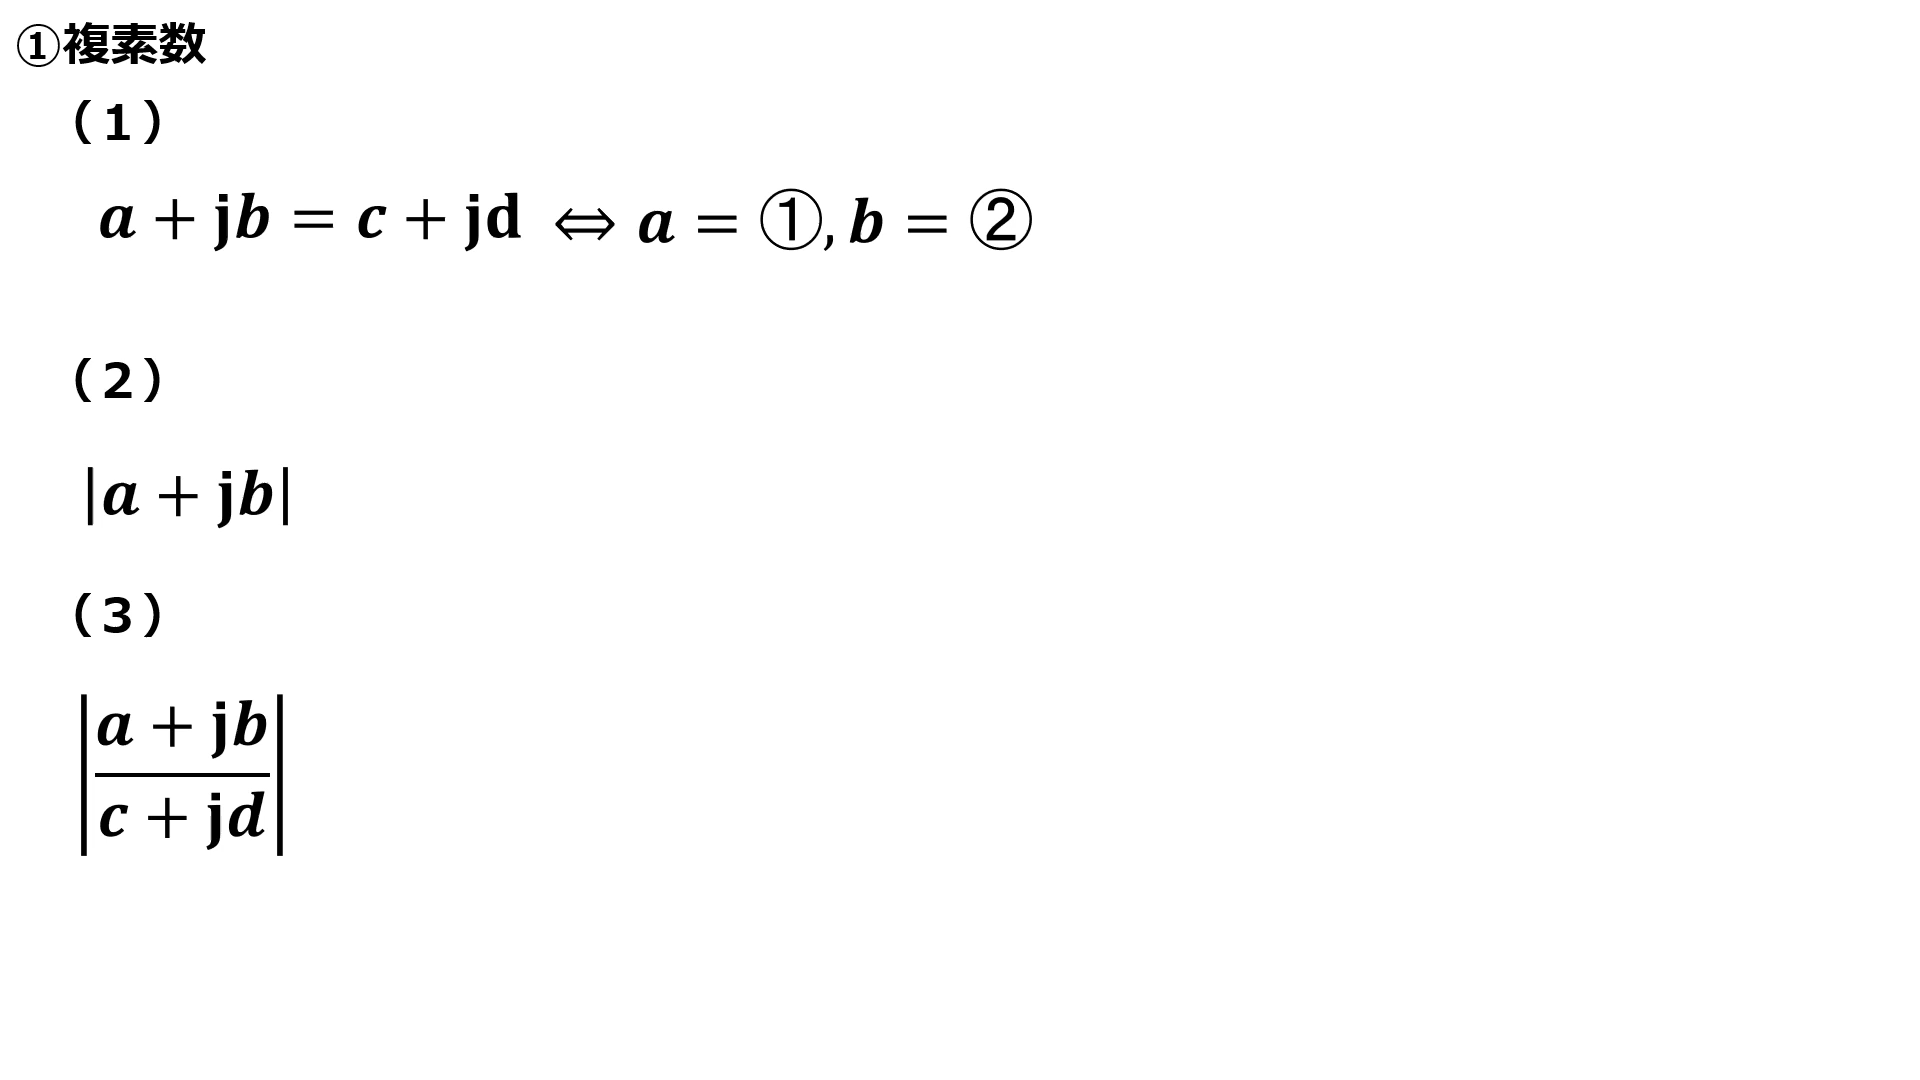 ①複素数
（1）
a + jb = c + jd ⇔ a = ①, b = ②
（2）
|a + jb|
（3）
|a + jb
c + jd|